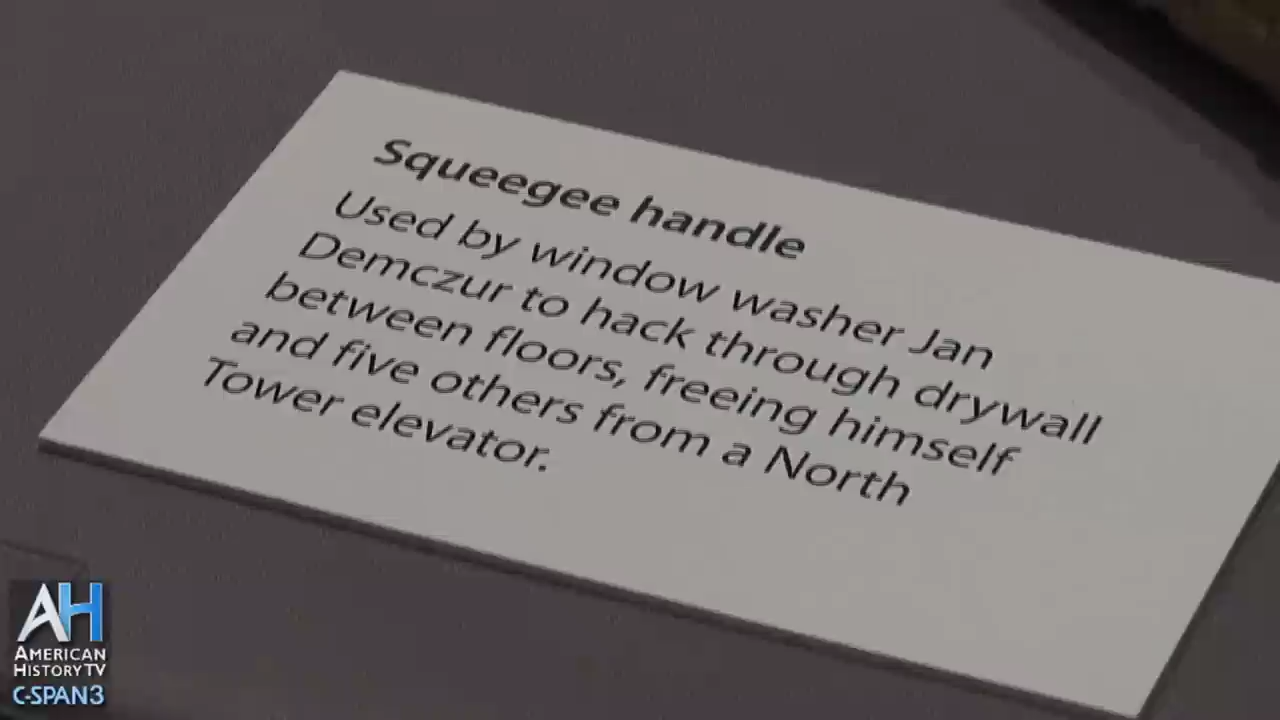 Squeegee handle
Used by window washer Jan
Demczur to hack through drywall
between floors, freeing himself
and five others from a North
Tower elevator.
AH
AMERICAN
HISTORY TV
C-SPAN3